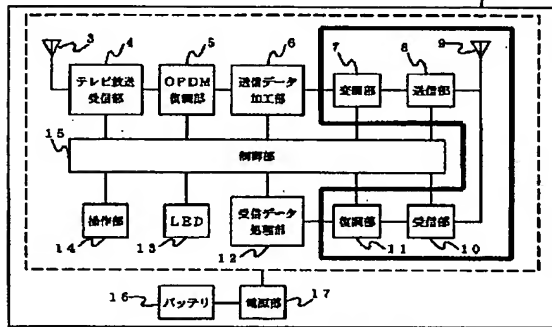 3
4
5
6
7
8
9
テレビ放送
受信部
OPDM
復調部
送信データ
加工部
変調部
送信部
15
制御部
操作部
LED
受信データ
処理部
復調部
受信部
14
13
12
11
10
16
バッテリ
電源部
17